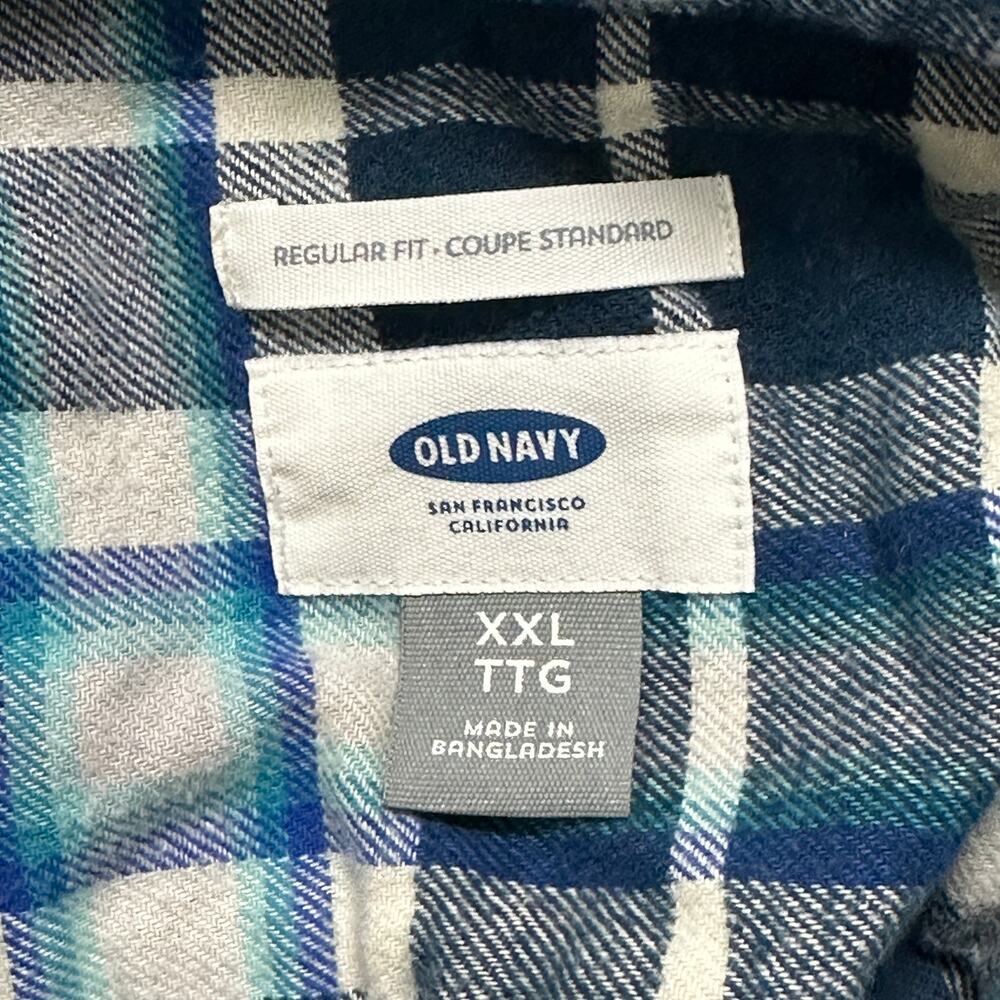 REGULAR FIT · COUPE STANDARD
OLD NAVY
SAN FRANCISCO
CALIFORNIA
XXL
TTG
MADE IN
BANGLADESH